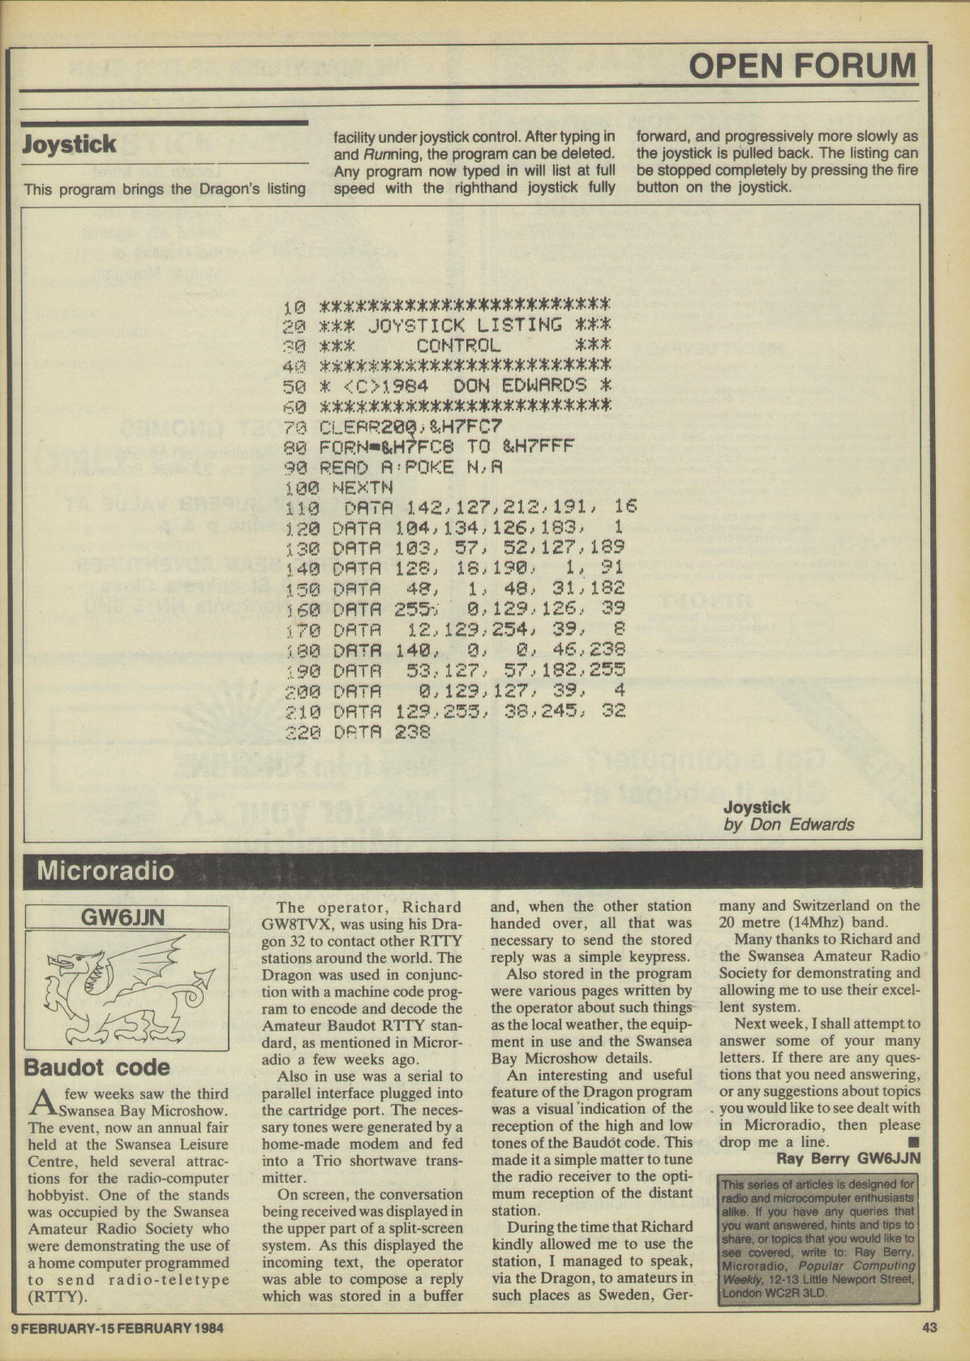 OPEN FORUM
Joystick
This program brings the Dragon's listing
facility under joystick control. After typing in
and Running, the program can be deleted.
Any program now typed in will list at full
speed with the righthand joystick fully
forward, and progressively more slowly as
the joystick is pulled back. The listing can
be stopped completely by pressing the fire
button on the joystick.
10 ************************
20 *** JOYSTICK LISTING ***
30 ***     CONTROL      ***
40 ************************
50 * <C>1984  DON EDWARDS *
60 ************************
70 CLEAR200,&H7FC7
80 FORN=&H7FC8 TO &H7FFF
90 READ A:POKE N,A
100 NEXTN
110  DATA 142,127,212,191, 16
120 DATA 104,134,126,183,  1
130 DATA 103, 57, 52,127,189
140 DATA 128, 18,190,  1, 91
150 DATA  48,  1, 48, 31,182
160 DATA 255,  0,129,126, 39
170 DATA  12,129,254, 39,  8
180 DATA 140,  0,  0, 46,238
190 DATA  53,127, 57,182,255
200 DATA   0,129,127, 39,  4
210 DATA 129,255, 38,245, 32
220 DATA 238
Joystick
by Don Edwards
Microradio
GW6JJN
Baudot code
A few weeks saw the third
Swansea Bay Microshow.
The event, now an annual fair
held at the Swansea Leisure
Centre, held several attrac-
tions for the radio-computer
hobbyist. One of the stands
was occupied by the Swansea
Amateur Radio Society who
were demonstrating the use of
a home computer programmed
to send radio-teletype
(RTTY).
The operator, Richard
GW8TVX, was using his Dra-
gon 32 to contact other RTTY
stations around the world. The
Dragon was used in conjunc-
tion with a machine code prog-
ram to encode and decode the
Amateur Baudot RTTY stan-
dard, as mentioned in Micror-
adio a few weeks ago.
Also in use was a serial to
parallel interface plugged into
the cartridge port. The neces-
sary tones were generated by a
home-made modem and fed
into a Trio shortwave trans-
mitter.
On screen, the conversation
being received was displayed in
the upper part of a split-screen
system. As this displayed the
incoming text, the operator
was able to compose a reply
which was stored in a buffer
and, when the other station
handed over, all that was
necessary to send the stored
reply was a simple keypress.
Also stored in the program
were various pages written by
the operator about such things
as the local weather, the equip-
ment in use and the Swansea
Bay Microshow details.
An interesting and useful
feature of the Dragon program
was a visual indication of the
reception of the high and low
tones of the Baudot code. This
made it a simple matter to tune
the radio receiver to the opti-
mum reception of the distant
station.
During the time that Richard
kindly allowed me to use the
station, I managed to speak,
via the Dragon, to amateurs in
such places as Sweden, Ger-
many and Switzerland on the
20 metre (14Mhz) band.
Many thanks to Richard and
the Swansea Amateur Radio
Society for demonstrating and
allowing me to use their excel-
lent system.
Next week, I shall attempt to
answer some of your many
letters. If there are any ques-
tions that you need answering,
or any suggestions about topics
you would like to see dealt with
in Microradio, then please
drop me a line. ■
Ray Berry GW6JJN
This series of articles is designed for
radio and microcomputer enthusiasts
alike. If you have any queries that
you want answered, hints and tips to
share, or topics that you would like to
see covered, write to: Ray Berry,
Microradio, Popular Computing
Weekly, 12-13 Little Newport Street,
London WC2R 3LD.
9 FEBRUARY-15 FEBRUARY 1984
43